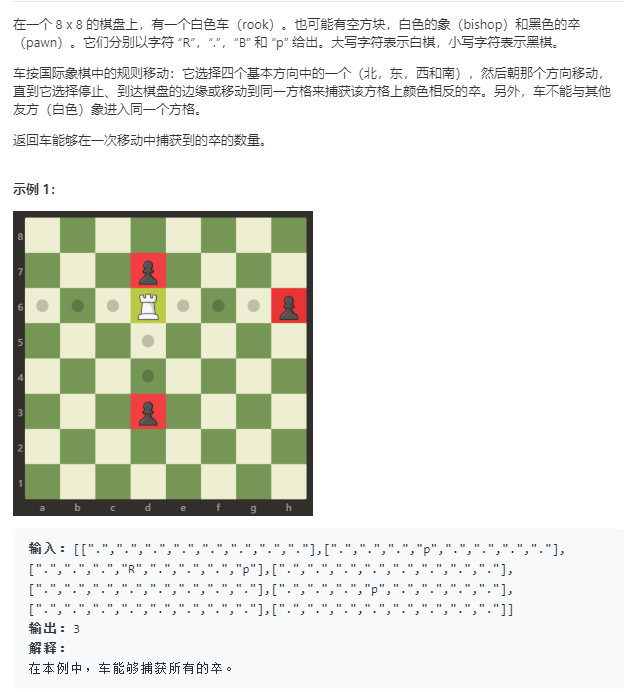 在一个 8 x 8 的棋盘上，有一个白色车（rook）。也可能有空方块，白色的象（bishop）和黑色的卒
（pawn）。它们分别以字符 “R”，“.”，“B” 和 “p” 给出。大写字符表示白棋，小写字符表示黑棋。
车按国际象棋中的规则移动：它选择四个基本方向中的一个（北，东，西和南），然后朝那个方向移动，
直到它选择停止、到达棋盘的边缘或移动到同一方格来捕获该方格上颜色相反的卒。另外，车不能与其他
友方（白色）象进入同一个方格。
返回车能够在一次移动中捕获到的卒的数量。
示例 1：
8
7
6
5
4
3
2
1
a b c d e f g h
输入：[[".",".",".",".",".",".",".","."],[".",".",".","p",".",".",".","."],
[".",".",".","R",".",".",".","p"],[".",".",".",".",".",".",".","."],
[".",".",".",".",".",".",".","."],[".",".",".","p",".",".",".","."],
[".",".",".",".",".",".",".","."],[".",".",".",".",".",".",".","."]]
输出：3
解释：
在本例中，车能够捕获所有的卒。